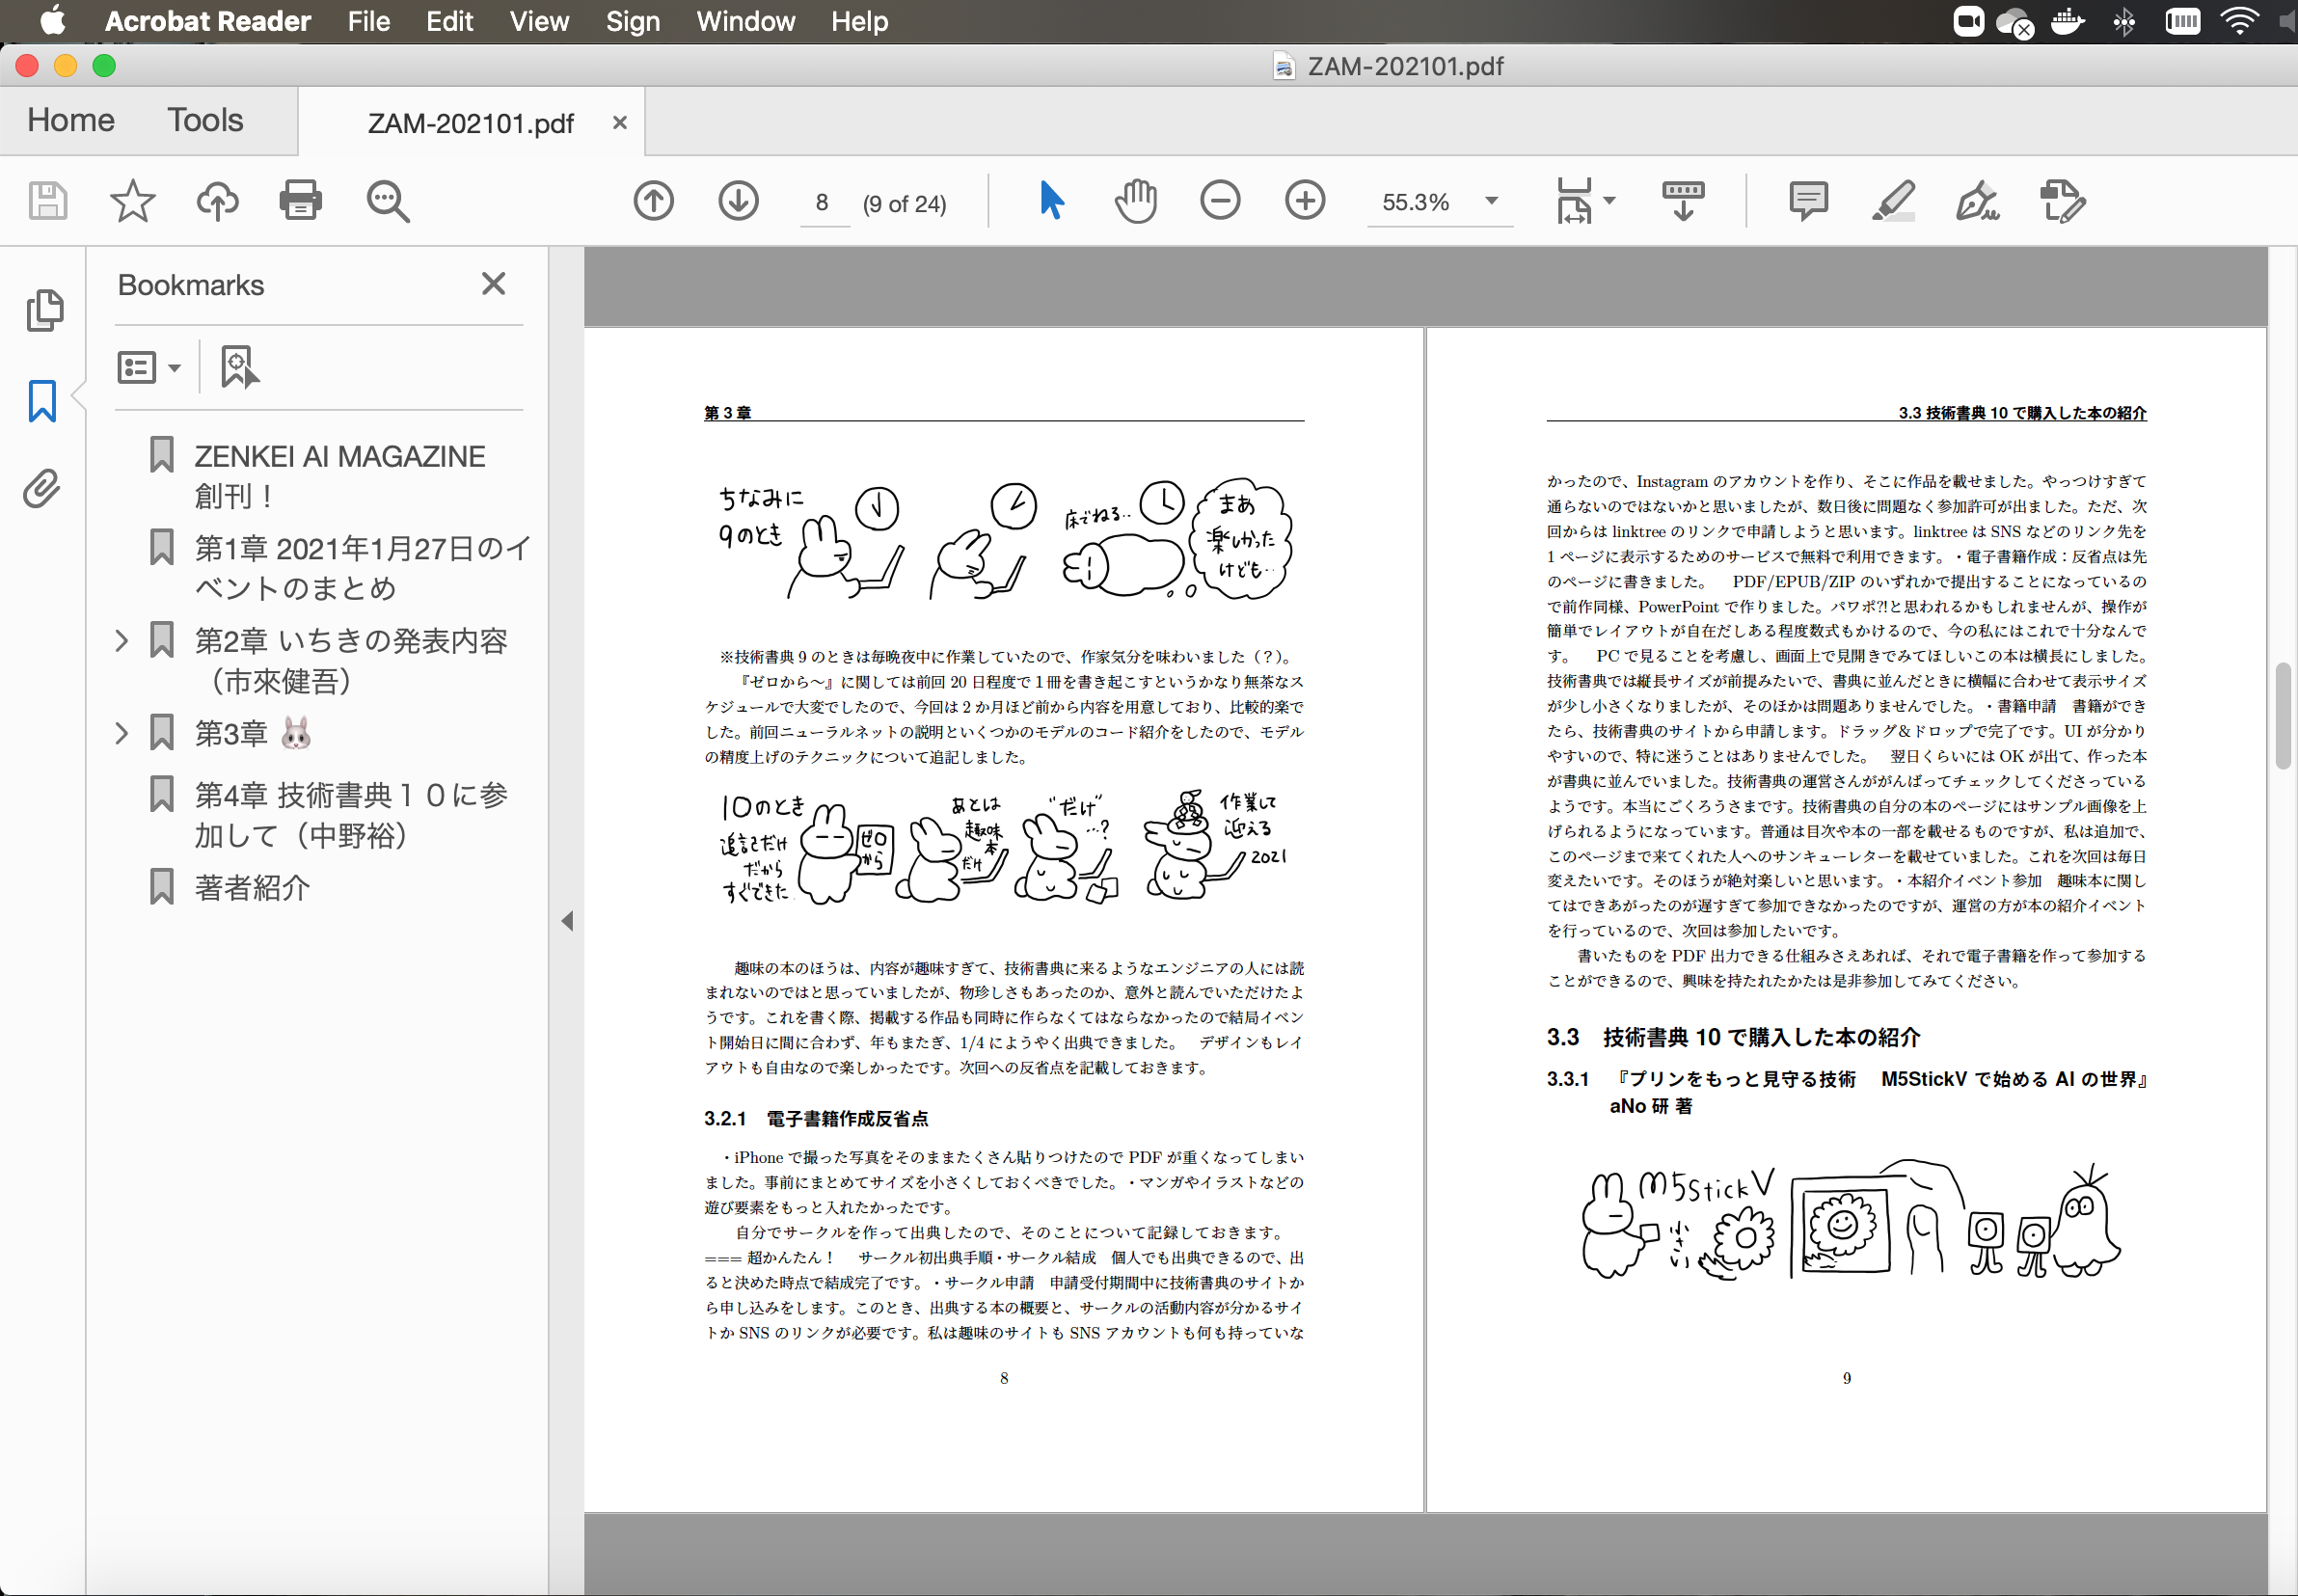 Acrobat Reader File Edit View Sign Window Help
ZAM-202101.pdf
Home Tools ZAM-202101.pdf
8 (9 of 24) 55.3%
Bookmarks
ZENKEI AI MAGAZINE
創刊！
第1章 2021年1月27日のイ
ベントのまとめ
第2章 いちきの発表内容
（市來健吾）
第3章 🐰
第4章 技術書典１０に参
加して（中野裕）
著者紹介
第 3 章
ちなみに
9のとき
床でねる..
まあ
楽しかった
けども..
※技術書典 9 のときは毎晩夜中に作業していたので、作家気分を味わいました（？）。
『ゼロから〜』に関しては前回 20 日程度で 1 冊を書き起こすというかなり無茶なス
ケジュールで大変でしたので、今回は 2 か月ほど前から内容を用意しており、比較的楽で
した。前回ニューラルネットの説明といくつかのモデルのコード紹介をしたので、モデル
の精度上げのテクニックについて追記しました。
10のとき
追記だけ
だから
すぐできた
ゼロ
から
あとは
趣味
本
だけ
“だけ”
…?
作業して
迎える
2021
趣味の本のほうは、内容が趣味すぎて、技術書典に来るようなエンジニアの人には読
まれないのではと思っていましたが、物珍しさもあったのか、意外と読んでいただけたよ
うです。これを書く際、掲載する作品も同時に作らなくてはならなかったので結局イベン
ト開始日に間に合わず、年もまたぎ、1/4 にようやく出典できました。　デザインもレイ
アウトも自由なので楽しかったです。次回への反省点を記載しておきます。
3.2.1 電子書籍作成反省点
・iPhone で撮った写真をそのままたくさん貼りつけたので PDF が重くなってしまい
ました。事前にまとめてサイズを小さくしておくべきでした。・マンガやイラストなどの
遊び要素をもっと入れたかったです。
自分でサークルを作って出典したので、そのことについて記録しておきます。
=== 超かんたん！　サークル初出典手順・サークル結成　個人でも出典できるので、出
ると決めた時点で結成完了です。・サークル申請　申請受付期間中に技術書典のサイトか
ら申し込みをします。このとき、出典する本の概要と、サークルの活動内容が分かるサイ
トか SNS のリンクが必要です。私は趣味のサイトも SNS アカウントも何も持っていな
8
3.3 技術書典 10 で購入した本の紹介
かったので、Instagram のアカウントを作り、そこに作品を載せました。やっつけすぎて
通らないのではないかと思いましたが、数日後に問題なく参加許可が出ました。ただ、次
回からは linktree のリンクで申請しようと思います。linktree は SNS などのリンク先を
1 ページに表示するためのサービスで無料で利用できます。・電子書籍作成：反省点は先
のページに書きました。　PDF/EPUB/ZIP のいずれかで提出することになっているの
で前作同様、PowerPoint で作りました。パワポ?!と思われるかもしれませんが、操作が
簡単でレイアウトが自在だしある程度数式もかけるので、今の私にはこれで十分なんで
す。　PC で見ることを考慮し、画面上で見開きでみてほしいこの本は横長にしました。
技術書典では縦長サイズが前提みたいで、書典に並んだときに横幅に合わせて表示サイズ
が少し小さくなりましたが、そのほかは問題ありませんでした。・書籍申請　書籍ができ
たら、技術書典のサイトから申請します。ドラッグ&ドロップで完了です。UI が分かり
やすいので、特に迷うことはありませんでした。　翌日くらいには OK が出て、作った本
が書典に並んでいました。技術書典の運営さんががんばってチェックしてくださっている
ようです。本当にごくろうさまです。技術書典の自分の本のページにはサンプル画像を上
げられるようになっています。普通は目次や本の一部を載せるものですが、私は追加で、
このページまで来てくれた人へのサンキューレターを載せていました。これを次回は毎日
変えたいです。そのほうが絶対楽しいと思います。・本紹介イベント参加　趣味本に関し
てはできあがったのが遅すぎて参加できなかったのですが、運営の方が本の紹介イベント
を行っているので、次回は参加したいです。
書いたものを PDF 出力できる仕組みさえあれば、それで電子書籍を作って参加する
ことができるので、興味を持たれたかたは是非参加してみてください。
3.3 技術書典 10 で購入した本の紹介
3.3.1 『プリンをもっと見守る技術　M5StickV で始める AI の世界』
aNo 研 著
M5StickV
小さい
9